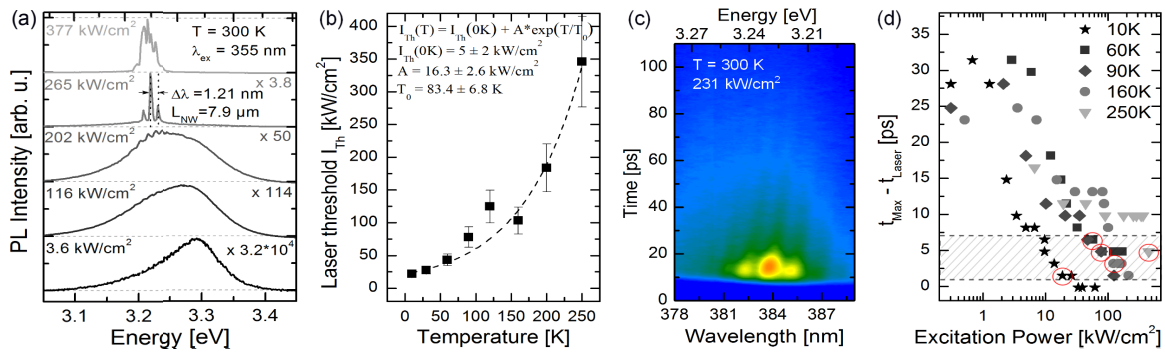 (a)
377 kW/cm²
T = 300 K
λex = 355 nm
265 kW/cm²
x 3.8
Δλ =1.21 nm
LNW=7.9 µm
202 kW/cm²
x 50
116 kW/cm²
x 114
3.6 kW/cm²
x 3.2*10⁴
PL Intensity [arb. u.]
3.1 3.2 3.3 3.4
Energy [eV]
(b)
ITh(T) = ITh(0K) + A*exp(T/T0)
ITh(0K) = 5 ± 2 kW/cm²
A = 16.3 ± 2.6 kW/cm²
T0 = 83.4 ± 6.8 K
Laser threshold ITh [kW/cm²]
450
400
350
300
250
200
150
100
50
0
0 50 100 150 200 250
Temperature [K]
(c)
Energy [eV]
3.27 3.24 3.21
T = 300 K
231 kW/cm²
Time [ps]
100
80
60
40
20
0
378 381 384 387
Wavelength [nm]
(d)
10K
60K
90K
160K
250K
tMax - tLaser [ps]
35
30
25
20
15
10
5
0
1 10 100
Excitation Power [kW/cm²]